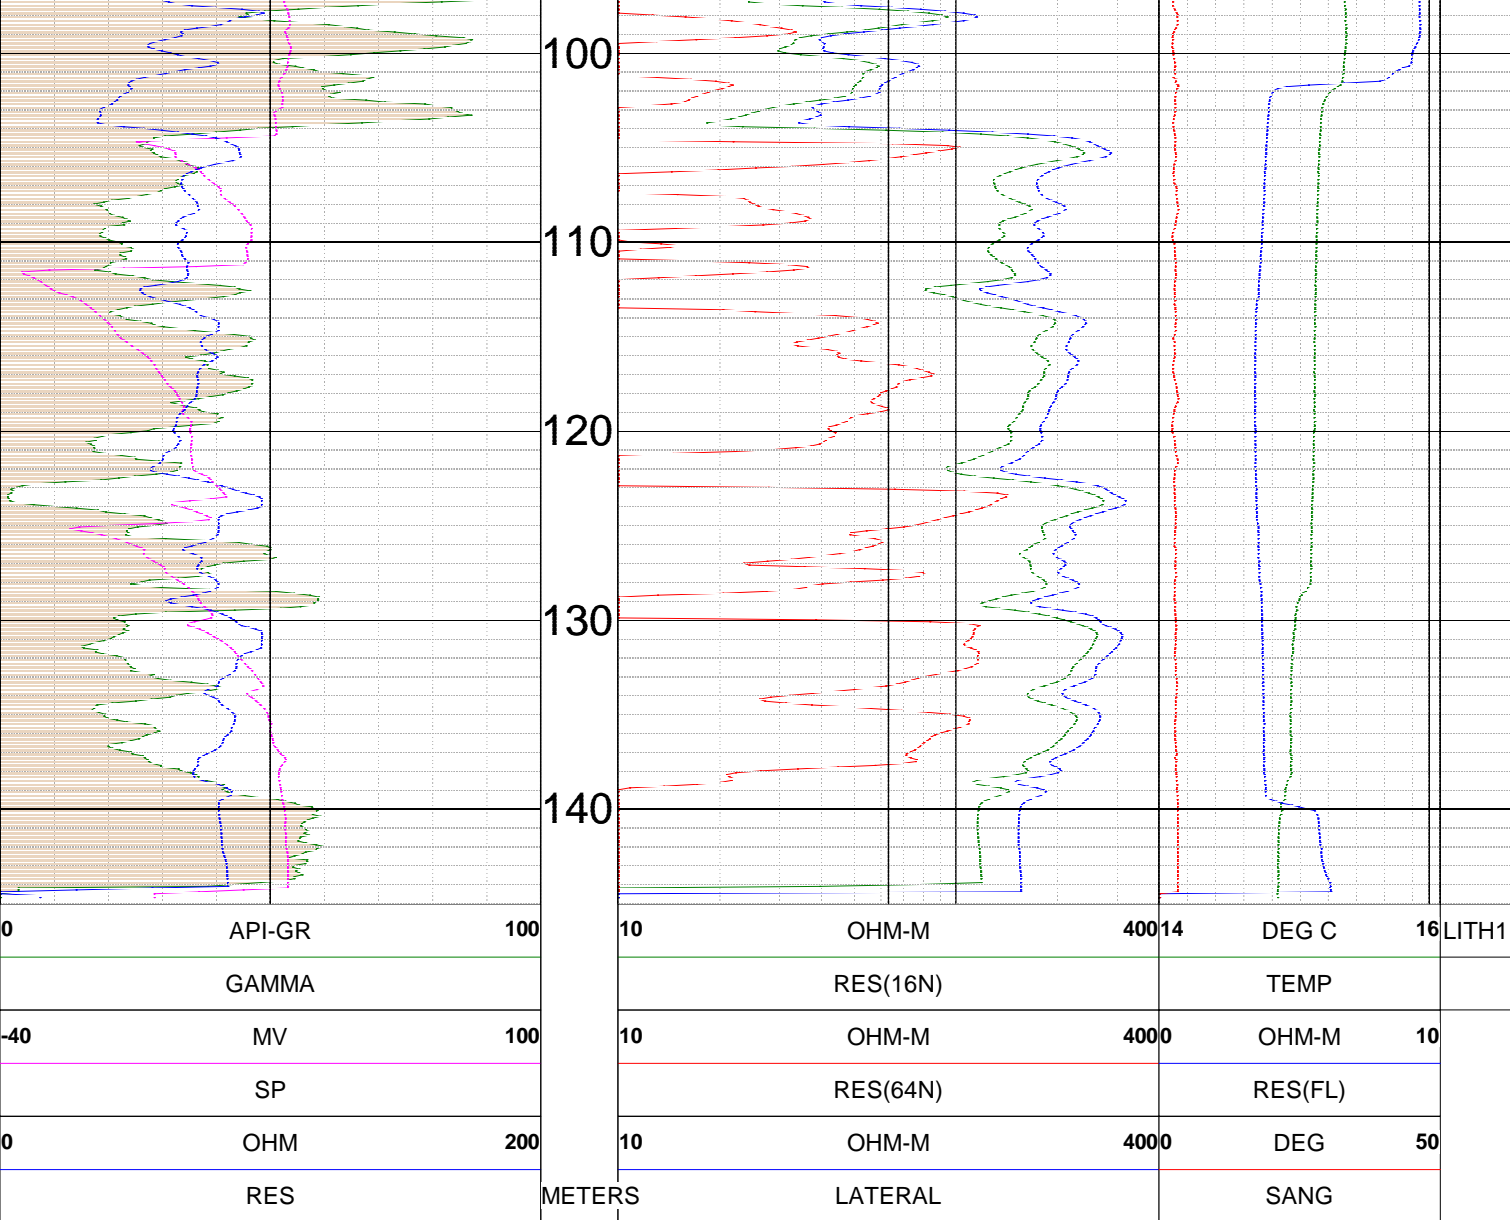 100
110
120
130
140
0 API-GR 100 10 OHM-M 400 14 DEG C 16 LITH1
GAMMA RES(16N) TEMP
-40 MV 100 10 OHM-M 400 0 OHM-M 10
SP RES(64N) RES(FL)
0 OHM 200 10 OHM-M 400 0 DEG 50
RES METERS LATERAL SANG